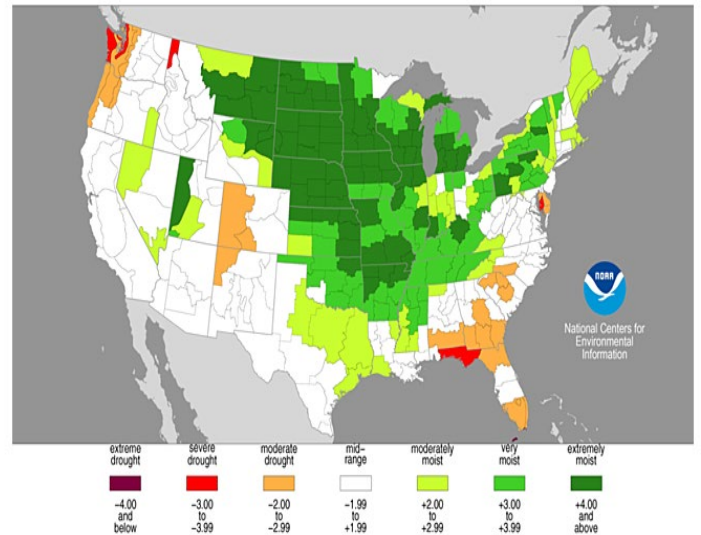 NOAA
National Centers for
Environmental
Information
extreme drought
severe drought
moderate drought
mid- range
moderately moist
very moist
extremely moist
-4.00 and below
-3.00 to -3.99
-2.00 to -2.99
-1.99 to +1.99
+2.00 to +2.99
+3.00 to +3.99
+4.00 and above